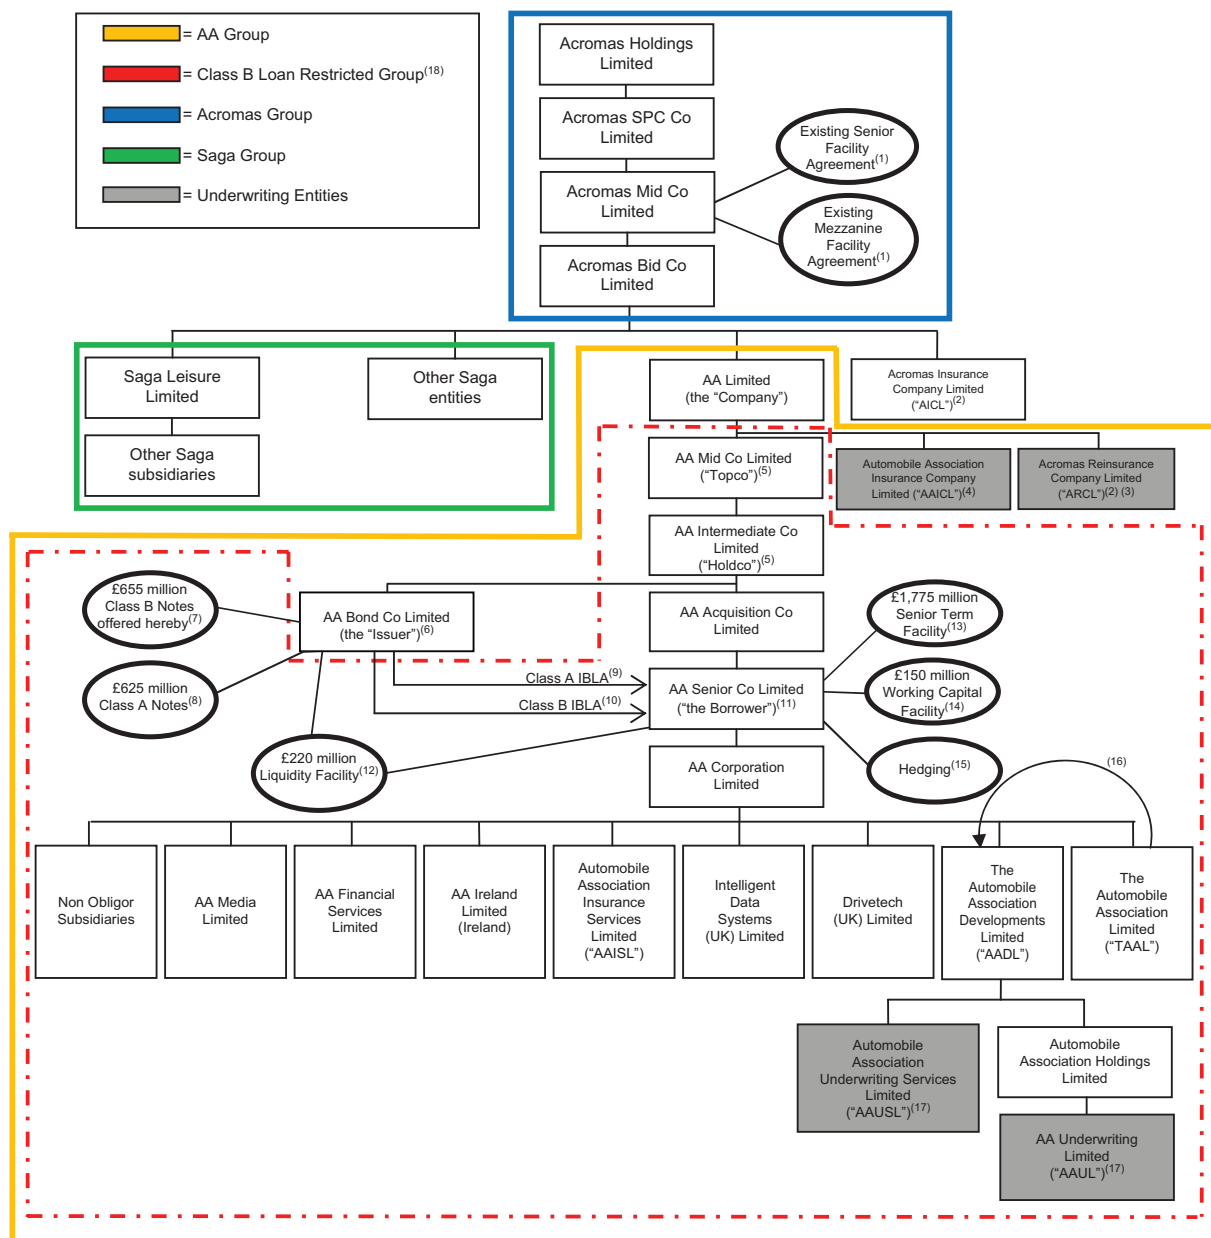 = AA Group
= Class B Loan Restricted Group(18)
= Acromas Group
= Saga Group
= Underwriting Entities
Acromas Holdings
Limited
Acromas SPC Co
Limited
Acromas Mid Co
Limited
Acromas Bid Co
Limited
Existing Senior
Facility
Agreement(1)
Existing
Mezzanine
Facility
Agreement(1)
Saga Leisure
Limited
Other Saga
subsidiaries
Other Saga
entities
AA Limited
(the “Company”)
Acromas Insurance
Company Limited
(“AICL”)(2)
AA Mid Co Limited
(“Topco”)(5)
Automobile Association
Insurance Company
Limited (“AAICL”)(4)
Acromas Reinsurance
Company Limited
(“ARCL”)(2) (3)
AA Intermediate Co
Limited
(“Holdco”)(5)
£655 million
Class B Notes
offered hereby(7)
AA Bond Co Limited
(the “Issuer”)(6)
AA Acquisition Co
Limited
£1,775 million
Senior Term
Facility(13)
£625 million
Class A Notes(8)
Class A IBLA(9)
Class B IBLA(10)
AA Senior Co Limited
(“the Borrower”)(11)
£150 million
Working Capital
Facility(14)
£220 million
Liquidity Facility(12)
AA Corporation
Limited
Hedging(15)
(16)
Non Obligor
Subsidiaries
AA Media
Limited
AA Financial
Services
Limited
AA Ireland
Limited
(Ireland)
Automobile
Association
Insurance
Services
Limited
(“AAISL”)
Intelligent
Data
Systems
(UK) Limited
Drivetech
(UK) Limited
The
Automobile
Association
Developments
Limited
(“AADL”)
The
Automobile
Association
Limited
(“TAAL”)
Automobile
Association
Underwriting Services
Limited
(“AAUSL”)(17)
Automobile
Association Holdings
Limited
AA Underwriting
Limited
(“AAUL”)(17)